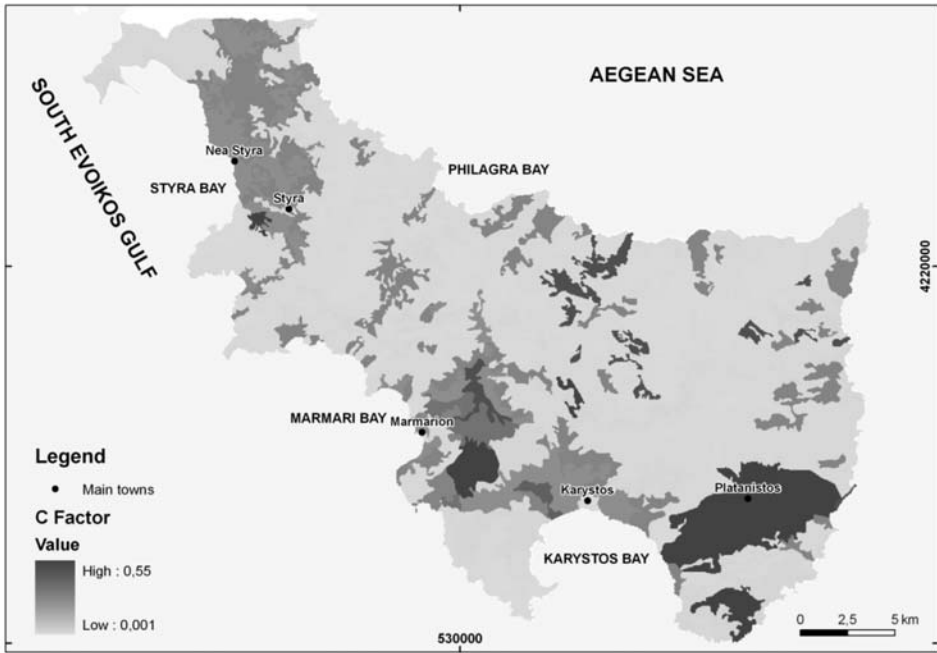 AEGEAN SEA
SOUTH EVOIKOS GULF
Nea Styra
PHILAGRA BAY
STYRA BAY
Styra
4220000
MARMARI BAY
Marmarion
Legend
Main towns
Karystos
Platanistos
C Factor
Value
KARYSTOS BAY
High : 0,55
Low : 0,001
0 2,5 5 km
530000